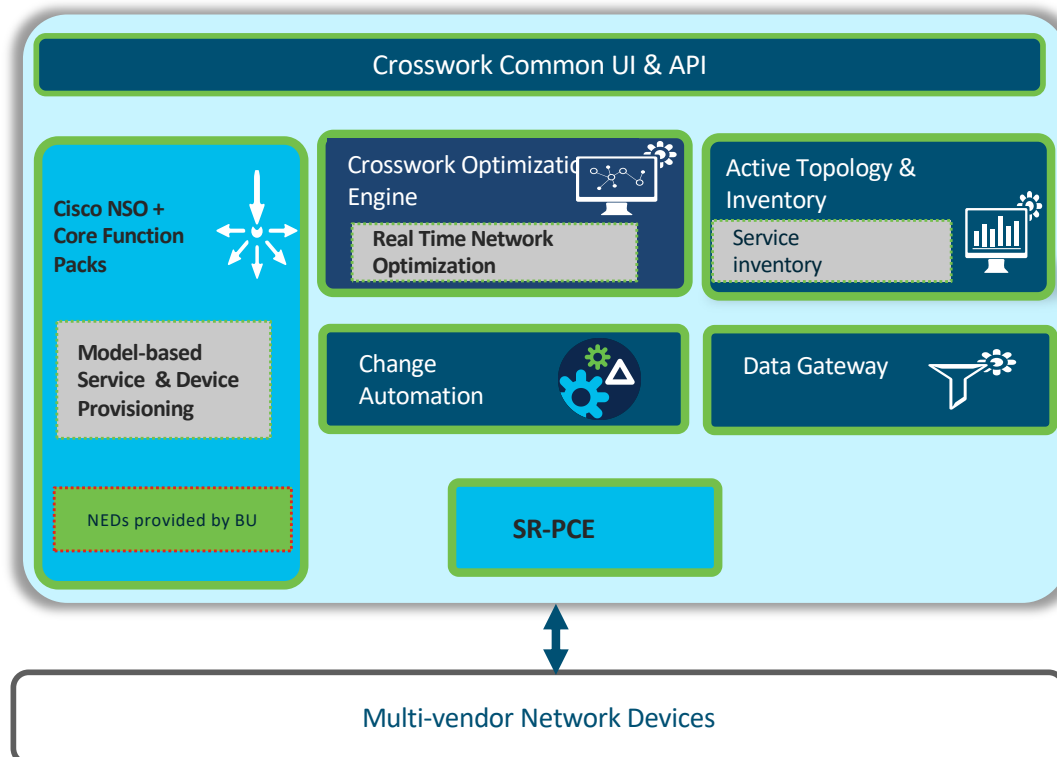 Crosswork Common UI & API
Cisco NSO +
Core Function
Packs
Model-based
Service & Device
Provisioning
NEDs provided by BU
Crosswork Optimizatio
Engine
Real Time Network
Optimization
Active Topology &
Inventory
Service
inventory
Change
Automation
Data Gateway
SR-PCE
Multi-vendor Network Devices